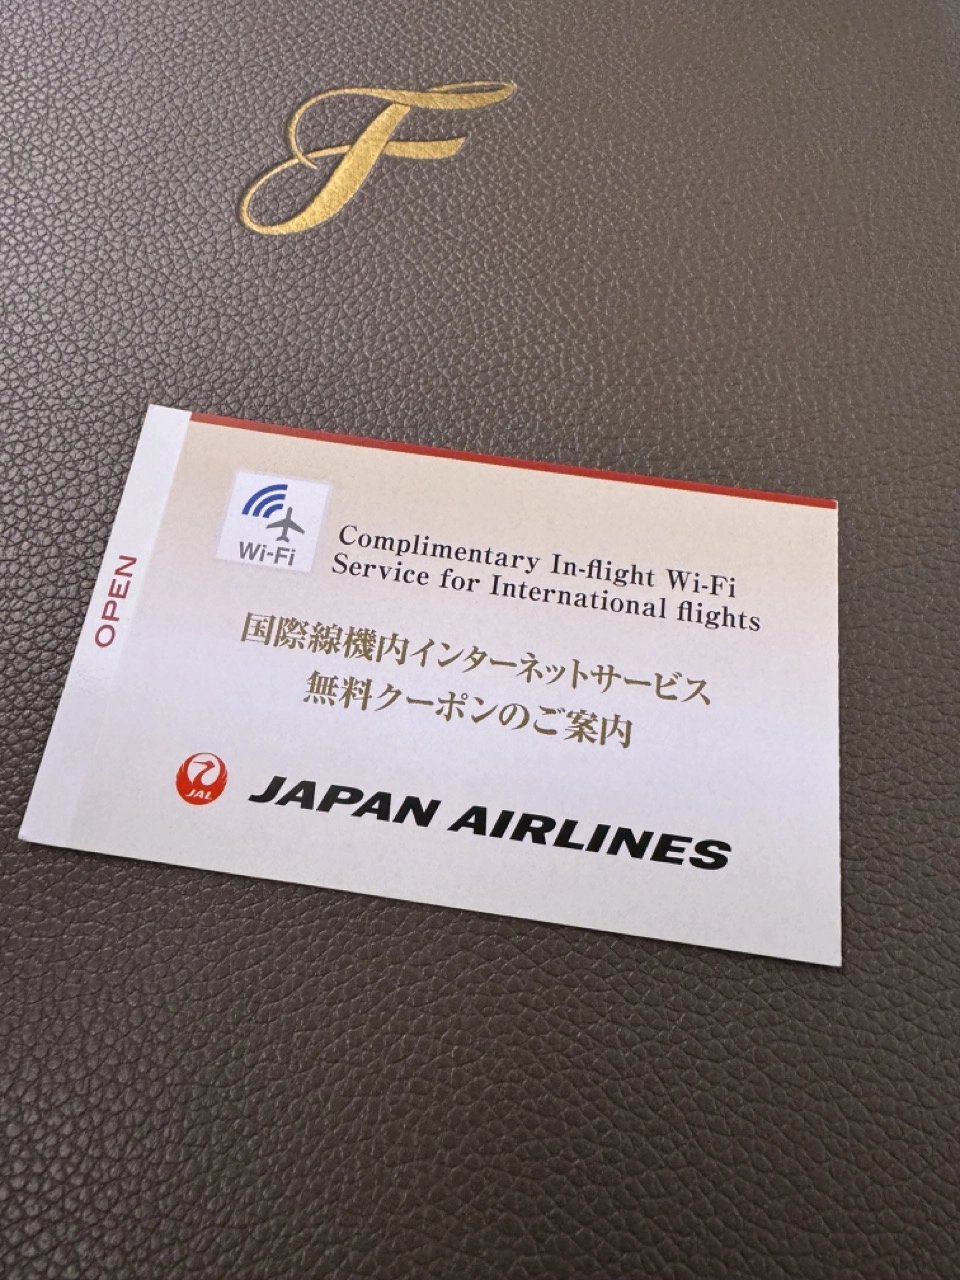 F
OPEN
Wi-Fi
Complimentary In-flight Wi-Fi
Service for International flights
国際線機内インターネットサービス
無料クーポンのご案内
JAL
JAPAN AIRLINES